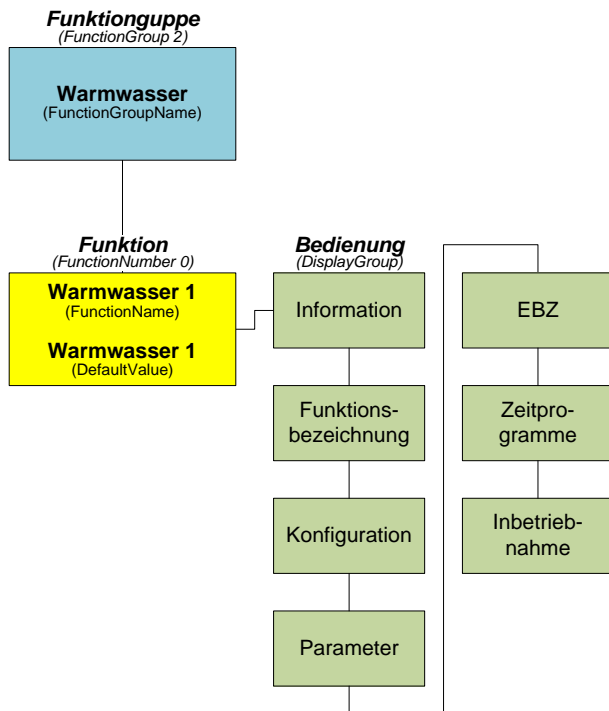 Funktionguppe
(FunctionGroup 2)
Warmwasser
(FunctionGroupName)
Funktion
(FunctionNumber 0)
Warmwasser 1
(FunctionName)
Warmwasser 1
(DefaultValue)
Bedienung
(DisplayGroup)
Information
Funktions-
bezeichnung
Konfiguration
Parameter
EBZ
Zeitpro-
gramme
Inbetrieb-
nahme